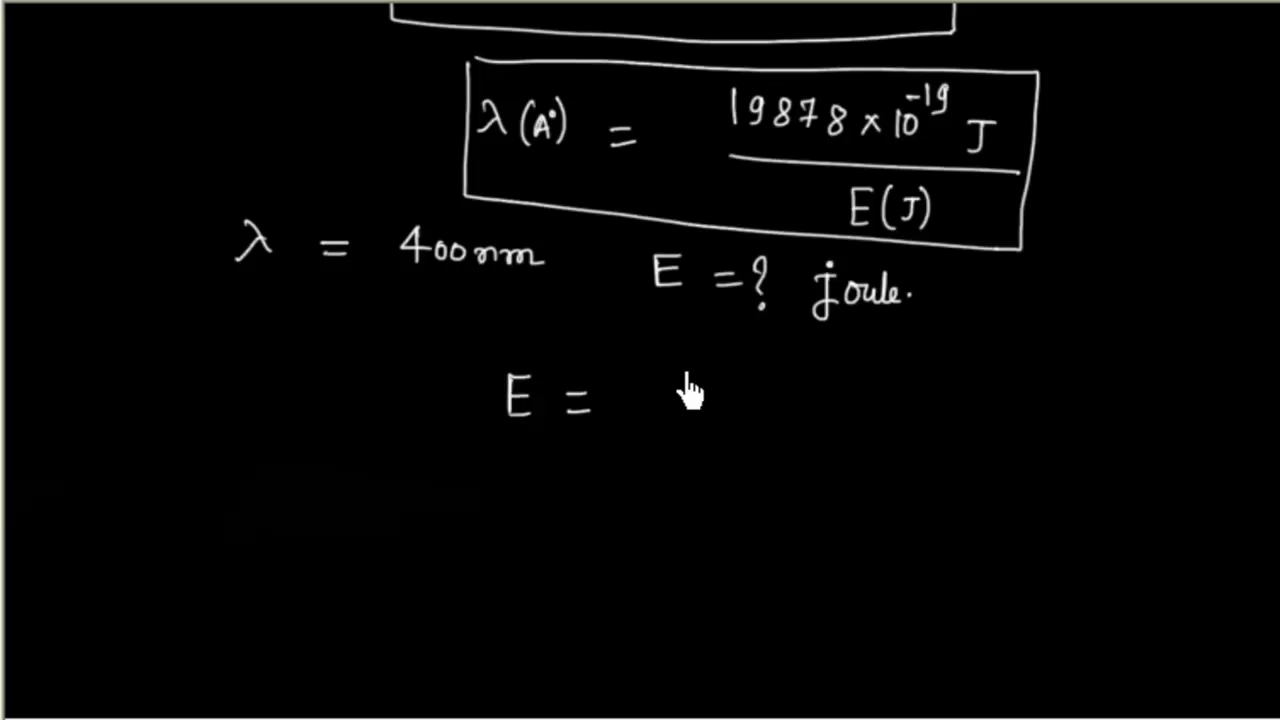 λ(A°) = 19878 × 10⁻¹⁹ J / E(J)
λ = 400nm E = ? joule.
E =